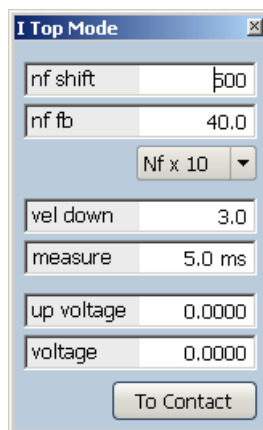 I Top Mode
nf shift 500
nf fb 40.0
Nf x 10
vel down 3.0
measure 5.0 ms
up voltage 0.0000
voltage 0.0000
To Contact